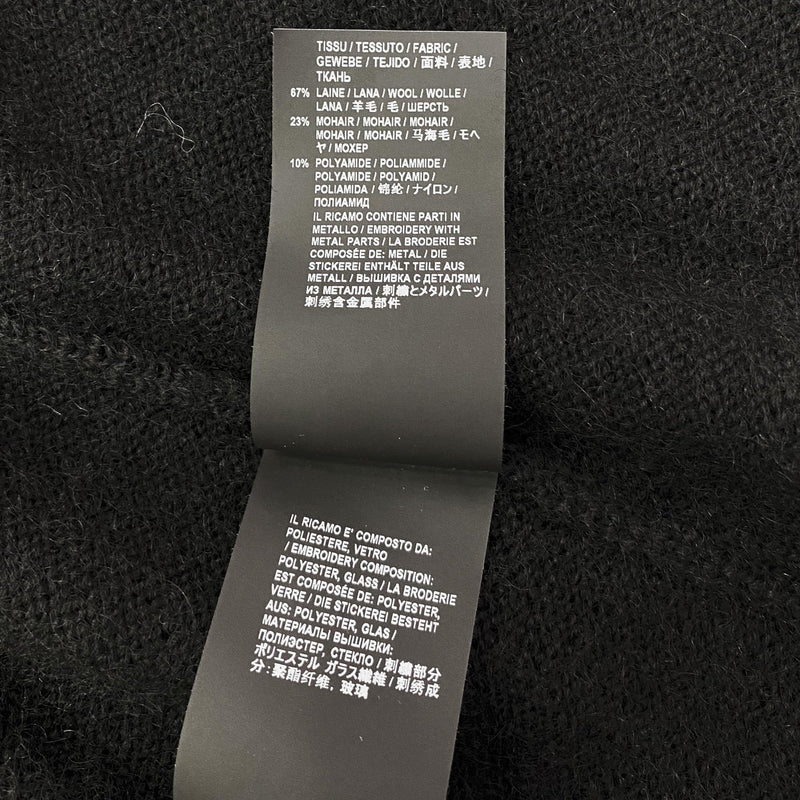 TISSU / TESSUTO / FABRIC /
GEWEBE / TEJIDO / 面料 / 表地 /
ТКАНЬ
67% LAINE / LANA / WOOL / WOLLE /
LANA / 羊毛 / 毛 / ШЕРСТЬ
23% MOHAIR / MOHAIR / MOHAIR /
MOHAIR / MOHAIR / 马海毛 / モヘ
ヤ / МОХЕР
10% POLYAMIDE / POLIAMMIDE /
POLYAMIDE / POLYAMID /
POLIAMIDA / 锦纶 / ナイロン /
ПОЛИАМИД
IL RICAMO CONTIENE PARTI IN
METALLO / EMBROIDERY WITH
METAL PARTS / LA BRODERIE EST
COMPOSÉE DE: METAL / DIE
STICKEREI ENTHÄLT TEILE AUS
METALL / ВЫШИВКА С ДЕТАЛЯМИ
ИЗ МЕТАЛЛА / 刺繍とメタルパーツ /
刺绣含金属部件
IL RICAMO E' COMPOSTO DA:
POLIESTERE, VETRO
/ EMBROIDERY COMPOSITION:
POLYESTER, GLASS / LA BRODERIE
EST COMPOSÉE DE: POLYESTER,
VERRE / DIE STICKEREI BESTEHT
AUS: POLYESTER, GLAS /
МАТЕРИАЛЫ ВЫШИВКИ:
ПОЛИЭСТЕР, СТЕКЛО / 刺繍部分
ポリエステル ガラス繊維 / 刺绣成
分: 聚酯纤维, 玻璃